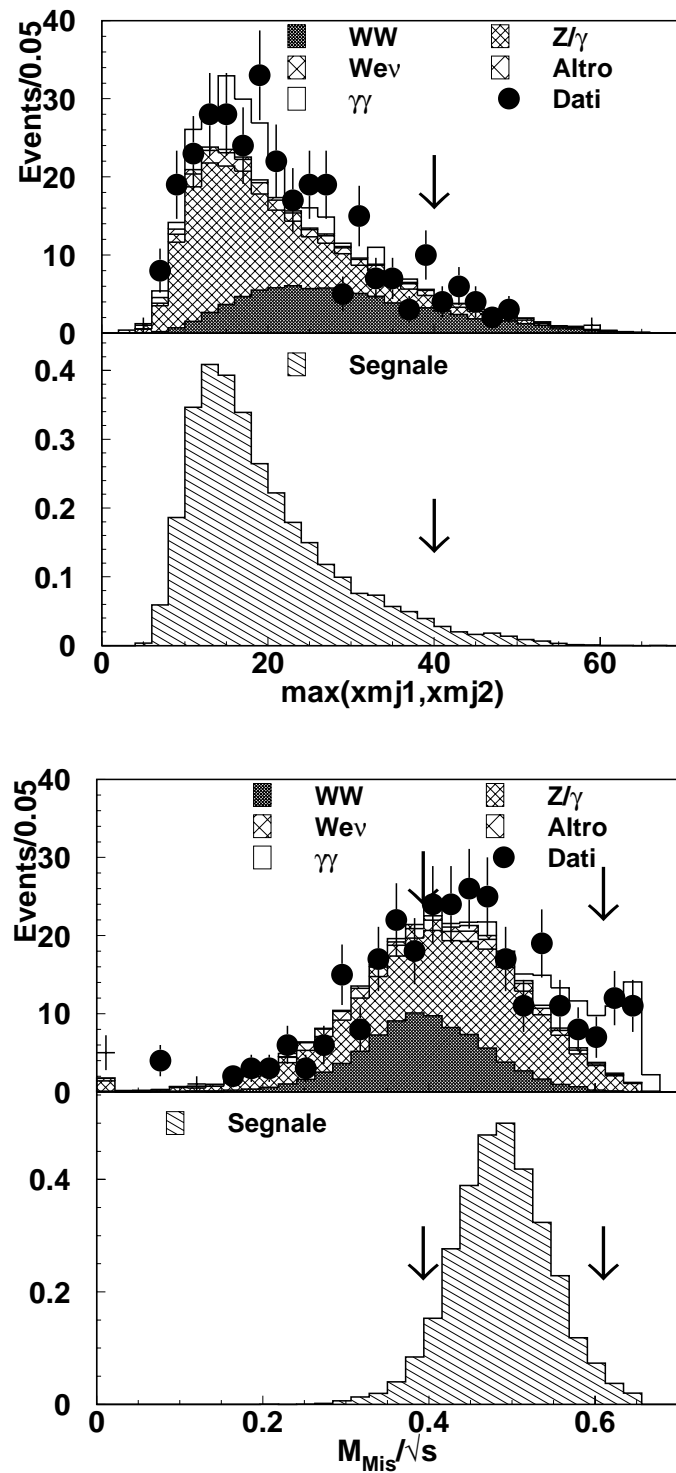 Events/0.05
40
30
20
10
0
WW
Z/γ
Weν
Altro
γγ
Dati
0.4
0.3
0.2
0.1
0
Segnale
0
20
40
60
max(xmj1,xmj2)
Events/0.05
40
30
20
10
0
WW
Z/γ
Weν
Altro
γγ
Dati
0.4
0.2
0
Segnale
0
0.2
0.4
0.6
M_Mis/√s